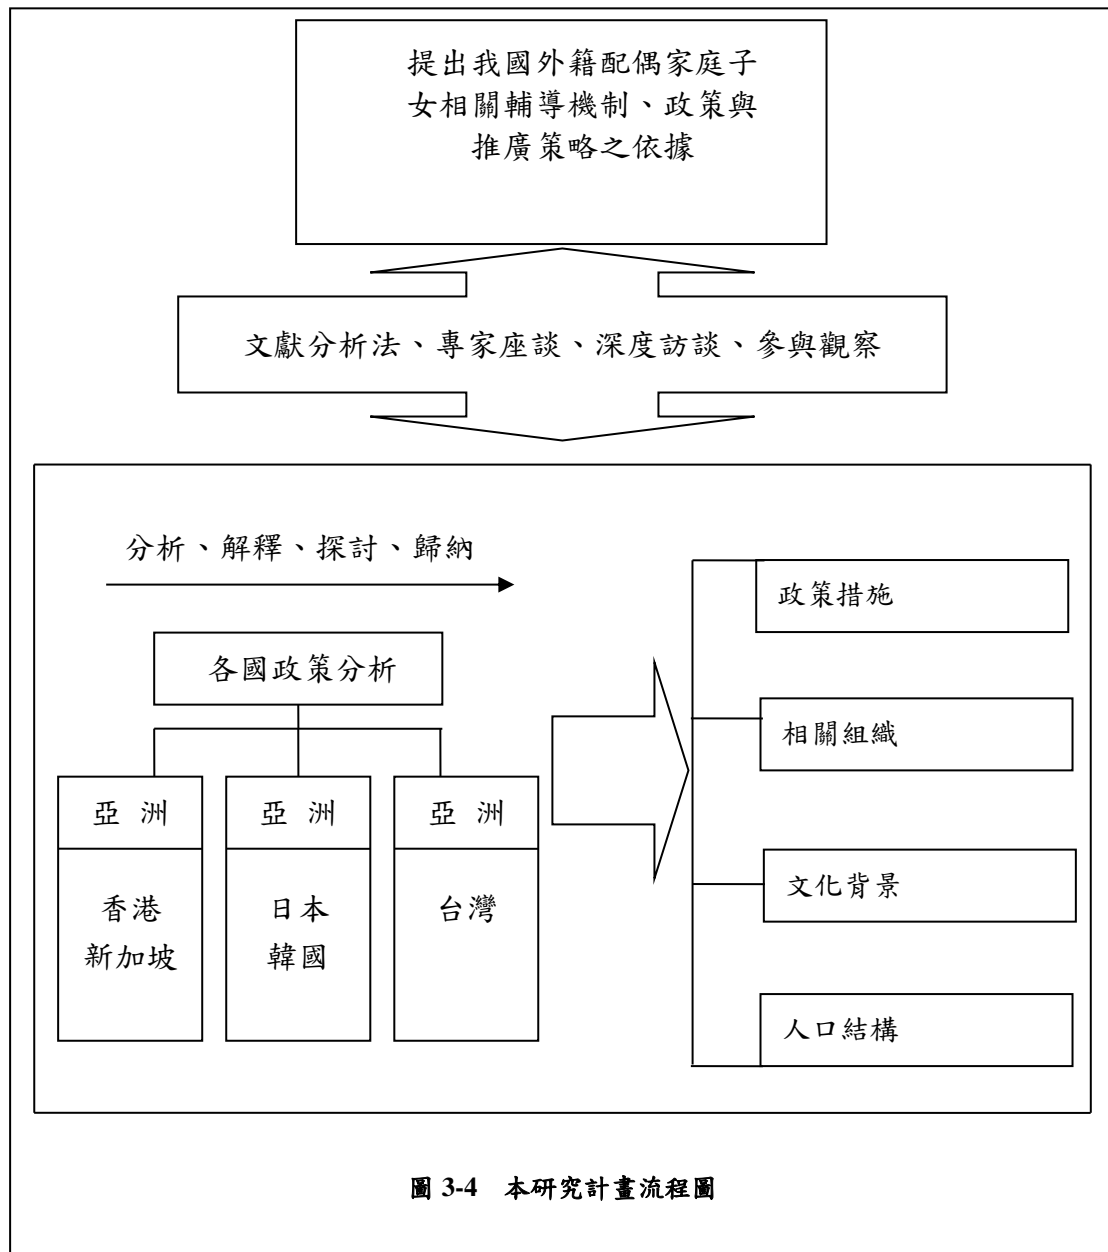 提出我國外籍配偶家庭子
女相關輔導機制、政策與
推廣策略之依據
文獻分析法、專家座談、深度訪談、參與觀察
分析、解釋、探討、歸納
各國政策分析
亞 洲
香港
新加坡
亞 洲
日本
韓國
亞 洲
台灣
政策措施
相關組織
文化背景
人口結構
圖 3-4 本研究計畫流程圖